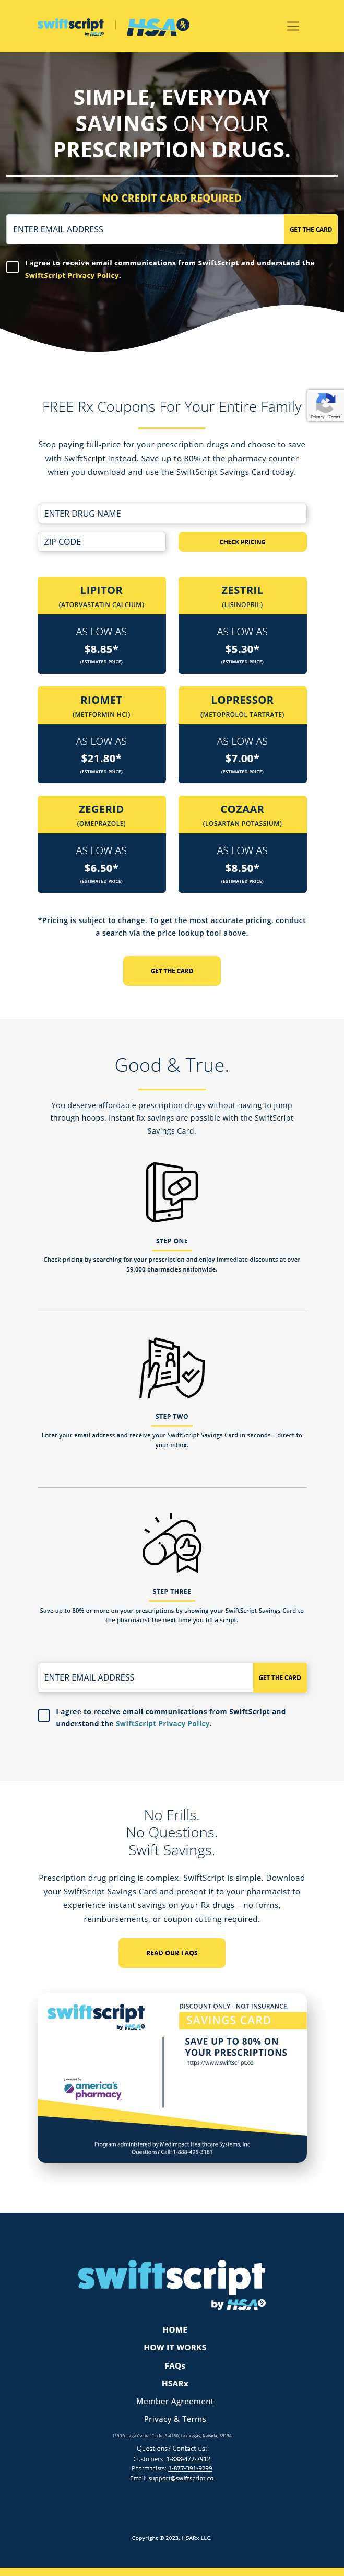 swiftscript by HSA Rx
HSA Rx
SIMPLE, EVERYDAY
SAVINGS ON YOUR
PRESCRIPTION DRUGS.
NO CREDIT CARD REQUIRED
ENTER EMAIL ADDRESS
GET THE CARD
I agree to receive email communications from SwiftScript and understand the
SwiftScript Privacy Policy.
Privacy - Terms
FREE Rx Coupons For Your Entire Family
Stop paying full-price for your prescription drugs and choose to save
with SwiftScript instead. Save up to 80% at the pharmacy counter
when you download and use the SwiftScript Savings Card today.
ENTER DRUG NAME
ZIP CODE
CHECK PRICING
LIPITOR
(ATORVASTATIN CALCIUM)
AS LOW AS
$8.85*
(ESTIMATED PRICE)
ZESTRIL
(LISINOPRIL)
AS LOW AS
$5.30*
(ESTIMATED PRICE)
RIOMET
(METFORMIN HCI)
AS LOW AS
$21.80*
(ESTIMATED PRICE)
LOPRESSOR
(METOPROLOL TARTRATE)
AS LOW AS
$7.00*
(ESTIMATED PRICE)
ZEGERID
(OMEPRAZOLE)
AS LOW AS
$6.50*
(ESTIMATED PRICE)
COZAAR
(LOSARTAN POTASSIUM)
AS LOW AS
$8.50*
(ESTIMATED PRICE)
*Pricing is subject to change. To get the most accurate pricing, conduct
a search via the price lookup tool above.
GET THE CARD
Good & True.
You deserve affordable prescription drugs without having to jump
through hoops. Instant Rx savings are possible with the SwiftScript
Savings Card.
STEP ONE
Check pricing by searching for your prescription and enjoy immediate discounts at over
59,000 pharmacies nationwide.
STEP TWO
Enter your email address and receive your SwiftScript Savings Card in seconds – direct to
your inbox.
STEP THREE
Save up to 80% or more on your prescriptions by showing your SwiftScript Savings Card to
the pharmacist the next time you fill a script.
ENTER EMAIL ADDRESS
GET THE CARD
I agree to receive email communications from SwiftScript and
understand the SwiftScript Privacy Policy.
No Frills.
No Questions.
Swift Savings.
Prescription drug pricing is complex. SwiftScript is simple. Download
your SwiftScript Savings Card and present it to your pharmacist to
experience instant savings on your Rx drugs – no forms,
reimbursements, or coupon cutting required.
READ OUR FAQS
swiftscript
by HSA
DISCOUNT ONLY - NOT INSURANCE.
SAVINGS CARD
SAVE UP TO 80% ON
YOUR PRESCRIPTIONS
https://www.swiftscript.co
powered by
america's
pharmacy
Program administered by MedImpact Healthcare Systems, Inc
Questions? Call: 1-888-495-3181
swiftscript
by HSA
HOME
HOW IT WORKS
FAQs
HSARx
Member Agreement
Privacy & Terms
1930 Village Center Circle, 3-4250, Las Vegas, Nevada, 89134
Questions? Contact us:
Customers: 1-888-472-7912
Pharmacists: 1-877-391-9299
Email: support@swiftscript.co
Copyright © 2023, HSARx LLC.